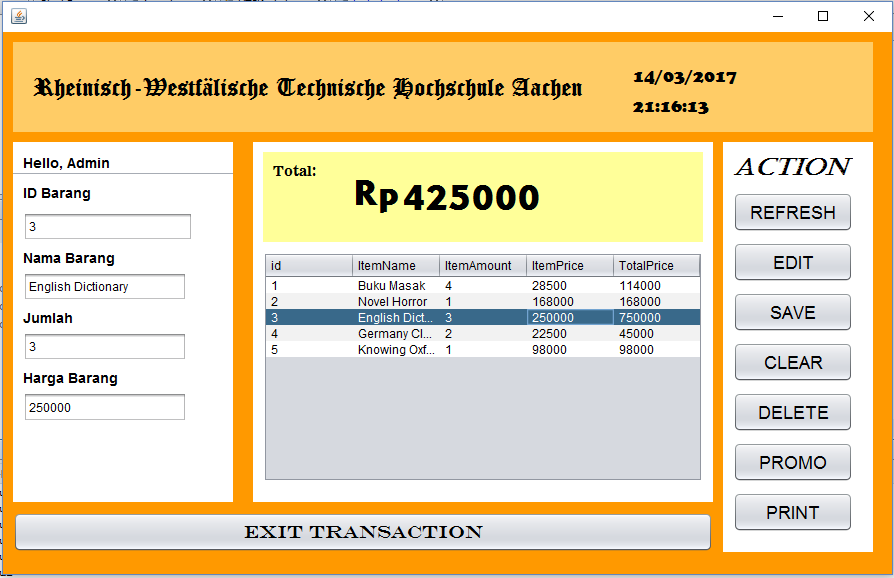 Rheinisch-Westfälische Technische Hochschule Aachen
14/03/2017
21:16:13
Hello, Admin
ID Barang
3
Nama Barang
English Dictionary
Jumlah
3
Harga Barang
250000
Total:
Rp 425000
id ItemName ItemAmount ItemPrice TotalPrice
1 Buku Masak 4 28500 114000
2 Novel Horror 1 168000 168000
3 English Dict... 3 250000 750000
4 Germany Cl... 2 22500 45000
5 Knowing Oxf... 1 98000 98000
ACTION
REFRESH
EDIT
SAVE
CLEAR
DELETE
PROMO
PRINT
EXIT TRANSACTION